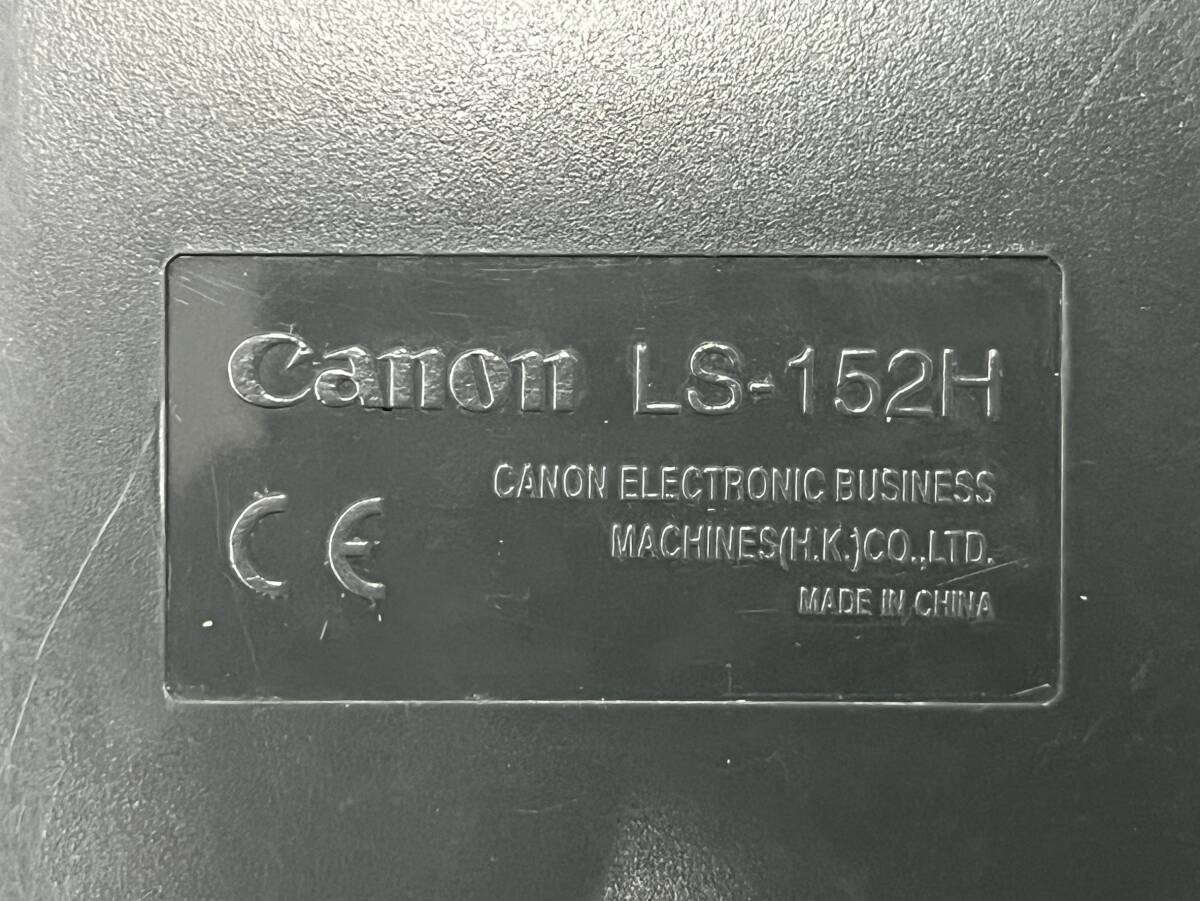 Canon LS-152H
CE
CANON ELECTRONIC BUSINESS
MACHINES(H.K.)CO.,LTD.
MADE IN CHINA